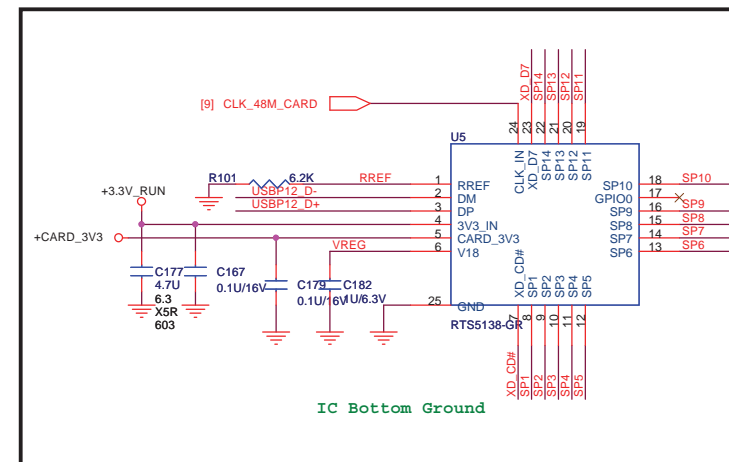 [9] CLK_48M_CARD
XD_D7
SP14
SP13
SP12
SP11
U5
24
23
22
21
20
19
CLK_IN
XD_D7
SP14
SP13
SP12
SP11
R101 6.2K RREF 1 RREF
USBP12_D- 2 DM
USBP12_D+ 3 DP
+3.3V_RUN 4 3V3_IN
+CARD_3V3 5 CARD_3V3
VREG 6 V18
SP10 18 SP10
GPIO0 17
SP9 16 SP9
SP8 15 SP8
SP7 14 SP7
SP6 13 SP6
C177
4.7U
6.3
X5R
603
C167
0.1U/16V
C179
0.1U/16V
C182
1U/6.3V
25 GND
RTS5138-GR
XD_CD#
SP1
SP2
SP3
SP4
SP5
7
8
9
10
11
12
XD_CD#
SP1
SP2
SP3
SP4
SP5
IC Bottom Ground